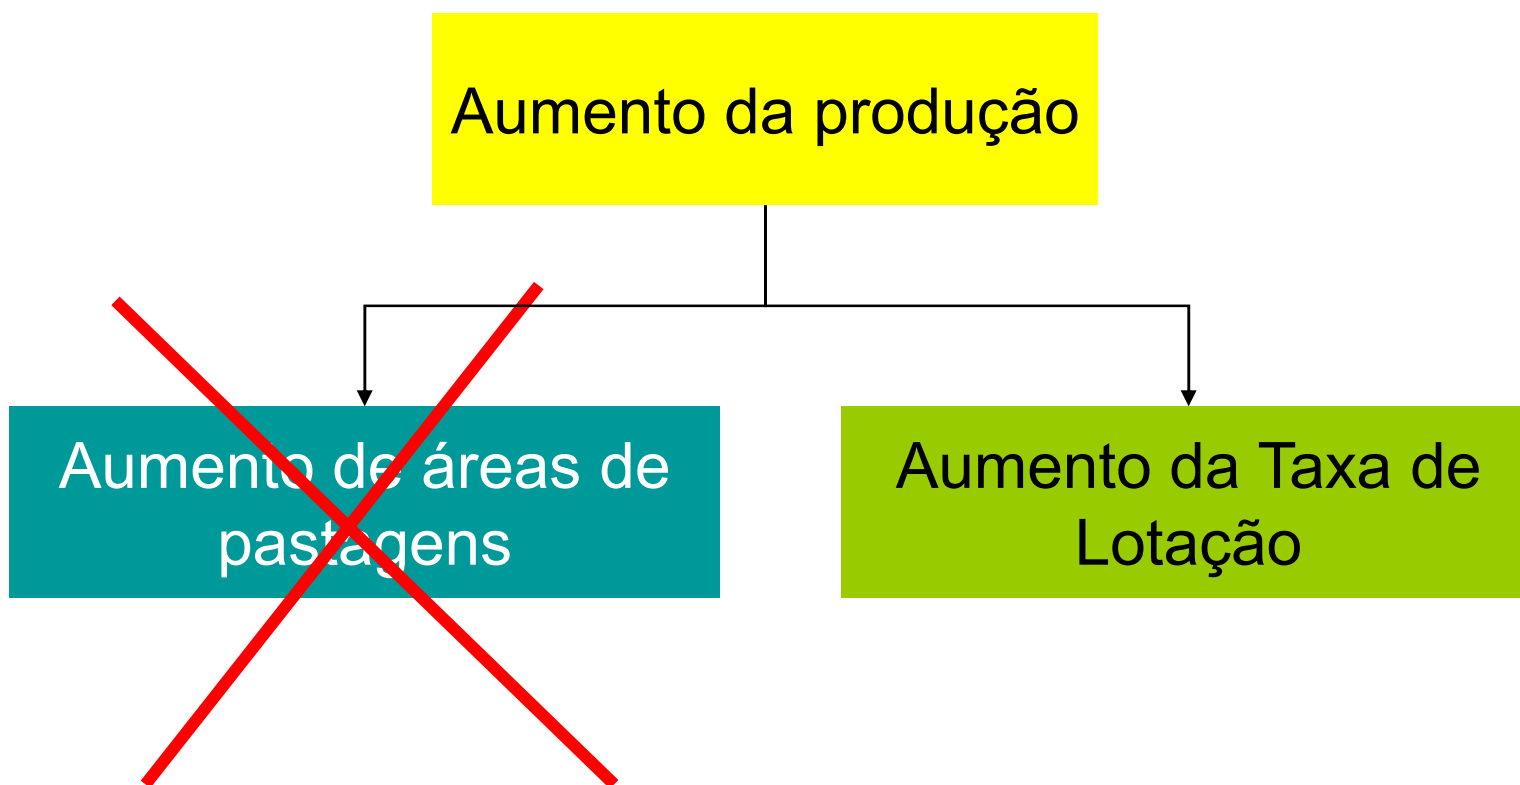 Aumento da produção
Aumento de áreas de
pastagens
Aumento da Taxa de
Lotação